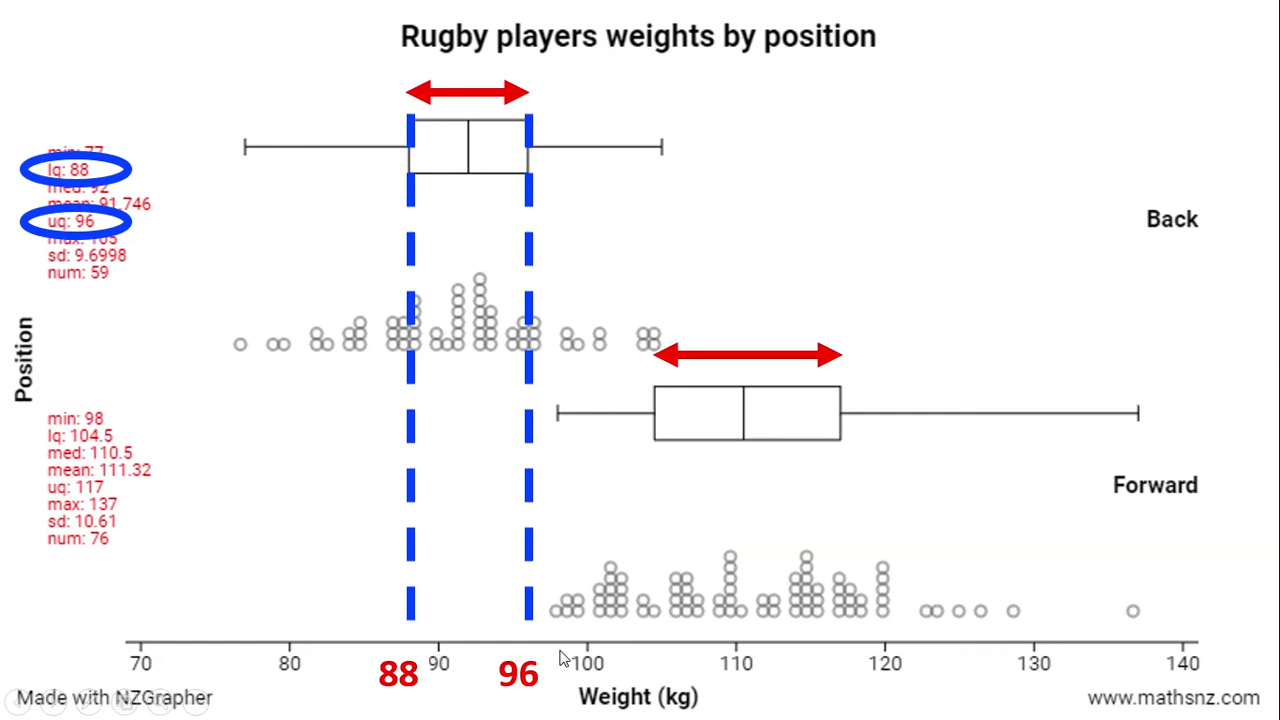 Rugby players weights by position
min: 77
lq: 88
med: 92
mean: 91.746
uq: 96
max: 105
sd: 9.6998
num: 59
Back
Position
min: 98
lq: 104.5
med: 110.5
mean: 111.32
uq: 117
max: 137
sd: 10.61
num: 76
Forward
70 80 90 100 110 120 130 140
88 96
Weight (kg)
Made with NZGrapher
www.mathsnz.com